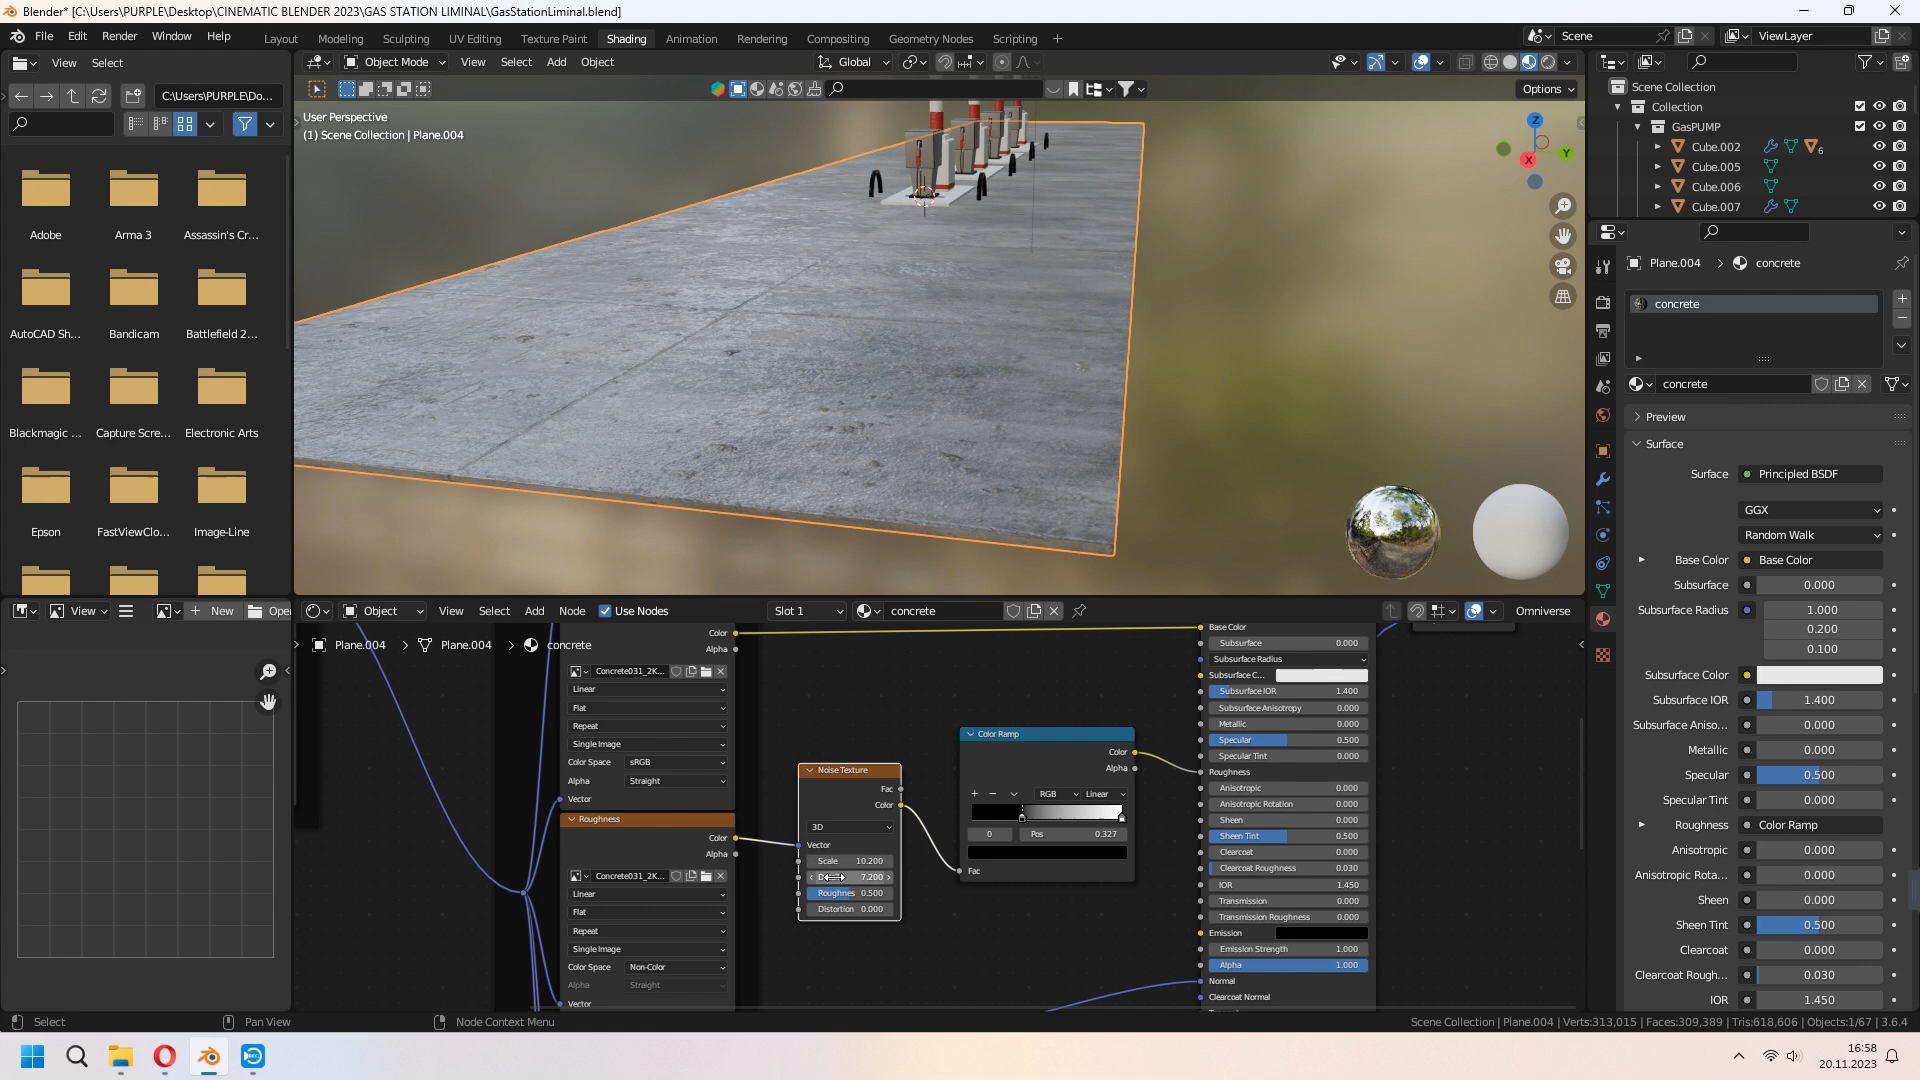 Blender* [C:\Users\PURPLE\Desktop\CINEMATIC BLENDER 2023\GAS STATION LIMINAL\GasStationLiminal.blend]
File Edit Render Window Help
Layout Modeling Sculpting UV Editing Texture Paint Shading Animation Rendering Compositing Geometry Nodes Scripting +
Scene
ViewLayer
View Select
C:\Users\PURPLE\Do...
Adobe
Arma 3
Assassin's Cr...
AutoCAD Sh...
Bandicam
Battlefield 2...
Blackmagic ...
Capture Scre...
Electronic Arts
Epson
FastViewClo...
Image-Line
Object Mode View Select Add Object
Global
Options
User Perspective
(1) Scene Collection | Plane.004
Z
Y
X
Scene Collection
Collection
GasPUMP
Cube.002
6
Cube.005
Cube.006
Cube.007
Plane.004 > concrete
concrete
concrete
Preview
Surface
Surface Principled BSDF
GGX
Random Walk
Base Color Base Color
Subsurface 0.000
Subsurface Radius 1.000
0.200
0.100
Subsurface Color
Subsurface IOR 1.400
Subsurface Aniso... 0.000
Metallic 0.000
Specular 0.500
Specular Tint 0.000
Roughness Color Ramp
Anisotropic 0.000
Anisotropic Rota... 0.000
Sheen 0.000
Sheen Tint 0.500
Clearcoat 0.000
Clearcoat Rough... 0.030
IOR 1.450
View
+ New
Open
Object View Select Add Node Use Nodes
Slot 1
concrete
Omniverse
Plane.004 > Plane.004 > concrete
Color
Alpha
Concrete031_2K...
Linear
Flat
Repeat
Single Image
Color Space sRGB
Alpha Straight
Vector
Roughness
Color
Alpha
Concrete031_2K...
Linear
Flat
Repeat
Single Image
Color Space Non-Color
Alpha Straight
Vector
Noise Texture
Fac
Color
3D
Vector
Scale 10.200
D 7.200
Roughnes 0.500
Distortion 0.000
Color Ramp
Color
Alpha
+ − RGB Linear
0 Pos 0.327
Fac
Base Color
Subsurface 0.000
Subsurface Radius
Subsurface C...
Subsurface IOR 1.400
Subsurface Anisotropy 0.000
Metallic 0.000
Specular 0.500
Specular Tint 0.000
Roughness
Anisotropic 0.000
Anisotropic Rotation 0.000
Sheen 0.000
Sheen Tint 0.500
Clearcoat 0.000
Clearcoat Roughness 0.030
IOR 1.450
Transmission 0.000
Transmission Roughness 0.000
Emission
Emission Strength 1.000
Alpha 1.000
Normal
Clearcoat Normal
Select
Pan View
Node Context Menu
Scene Collection | Plane.004 | Verts:313,015 | Faces:309,389 | Tris:618,606 | Objects:1/67 | 3.6.4
16:58
20.11.2023